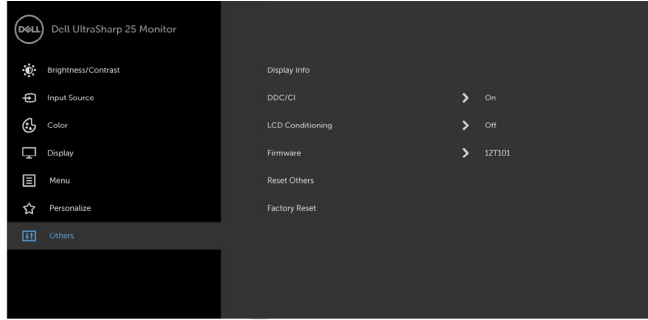 DELL
Dell UltraSharp 25 Monitor
Brightness/Contrast
Input Source
Color
Display
Menu
Personalize
Others
Display Info
DDC/CI On
LCD Conditioning Off
Firmware 12T101
Reset Others
Factory Reset